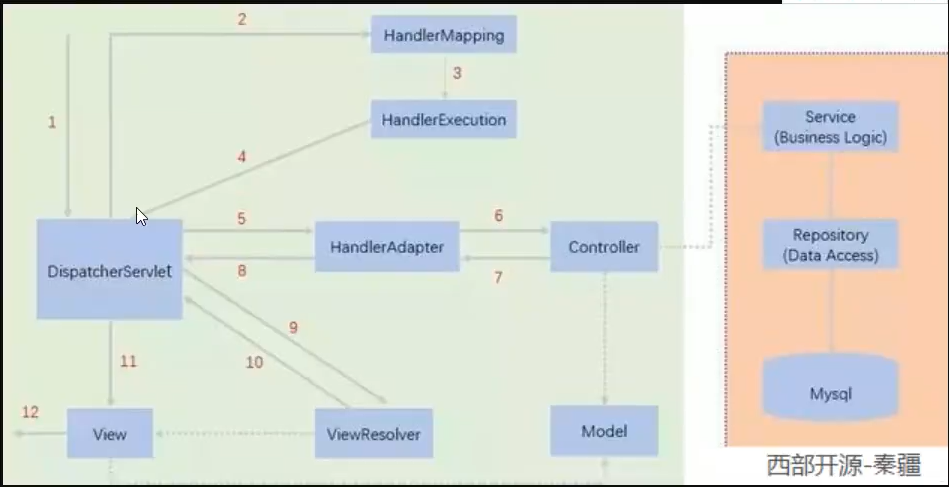 2
HandlerMapping
3
1
HandlerExecution
4
Service
(Business Logic)
5
6
DispatcherServlet
HandlerAdapter
Controller
Repository
(Data Access)
8
7
9
10
11
Mysql
12
View
ViewResolver
Model
西部开源-秦疆